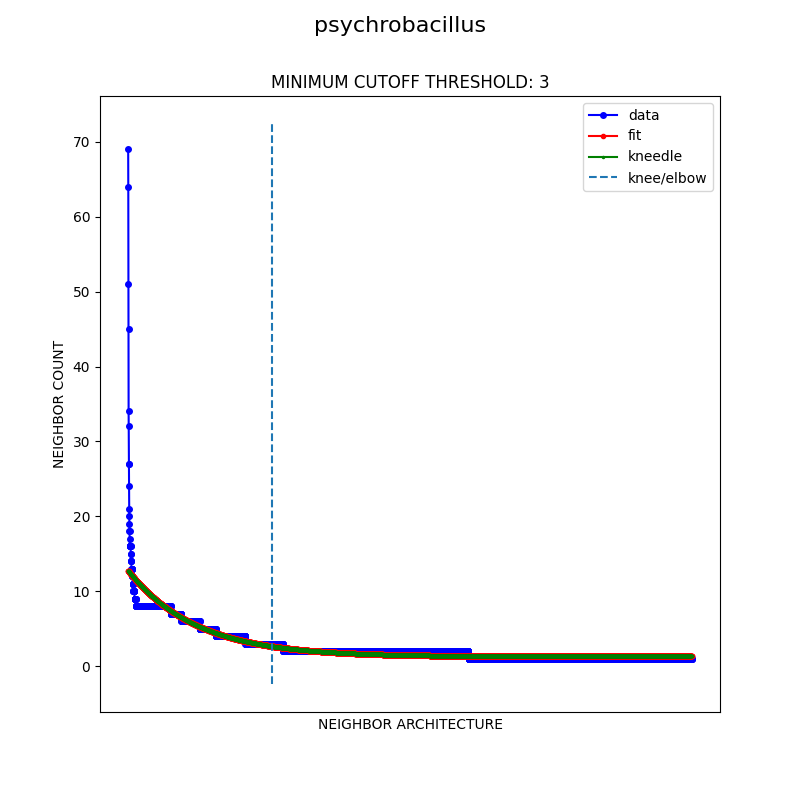 psychrobacillus
MINIMUM CUTOFF THRESHOLD: 3
data
fit
kneedle
knee/elbow
70
60
50
40
30
20
10
0
NEIGHBOR COUNT
NEIGHBOR ARCHITECTURE